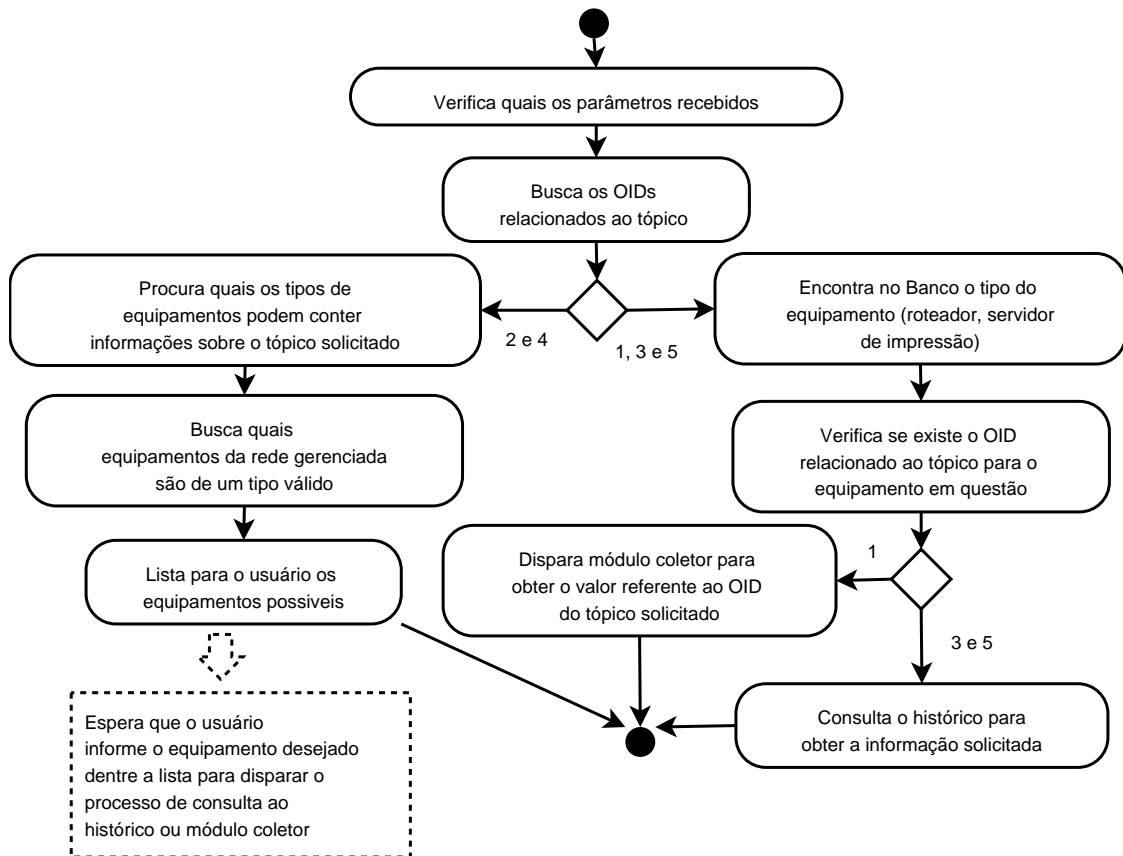 Verifica quais os parâmetros recebidos
Busca os OIDs
relacionados ao tópico
Procura quais os tipos de
equipamentos podem conter
informações sobre o tópico solicitado
2 e 4
1, 3 e 5
Encontra no Banco o tipo do
equipamento (roteador, servidor
de impressão)
Busca quais
equipamentos da rede gerenciada
são de um tipo válido
Verifica se existe o OID
relacionado ao tópico para o
equipamento em questão
Lista para o usuário os
equipamentos possiveis
Dispara módulo coletor para
obter o valor referente ao OID
do tópico solicitado
1
3 e 5
Espera que o usuário
informe o equipamento desejado
dentre a lista para disparar o
processo de consulta ao
histórico ou módulo coletor
Consulta o histórico para
obter a informação solicitada